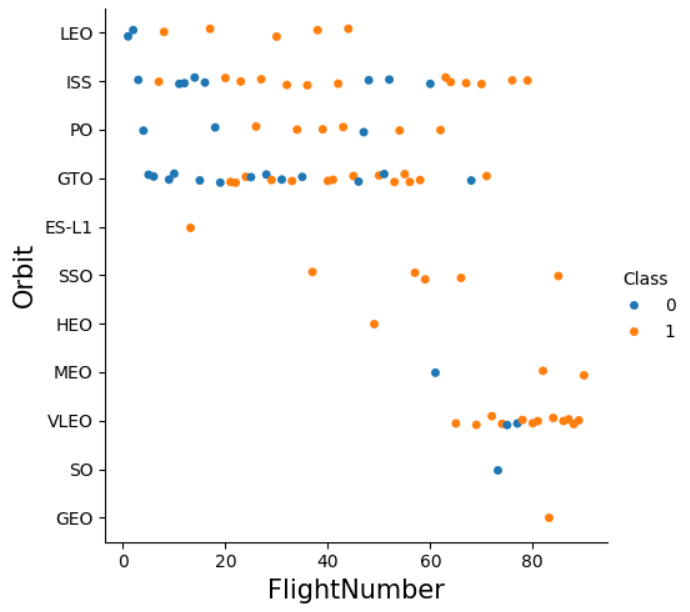 LEO
ISS
PO
GTO
ES-L1
SSO
HEO
MEO
VLEO
SO
GEO
Orbit
0 20 40 60 80
FlightNumber
Class
0
1